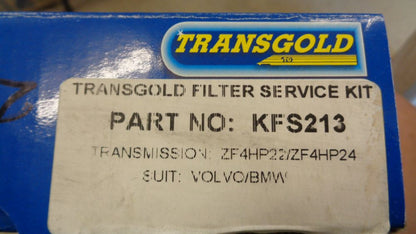 TRANSGOLD
TRANSGOLD FILTER SERVICE KIT
PART NO: KFS213
TRANSMISSION: ZF4HP22/ZF4HP24
SUIT: VOLVO/BMW